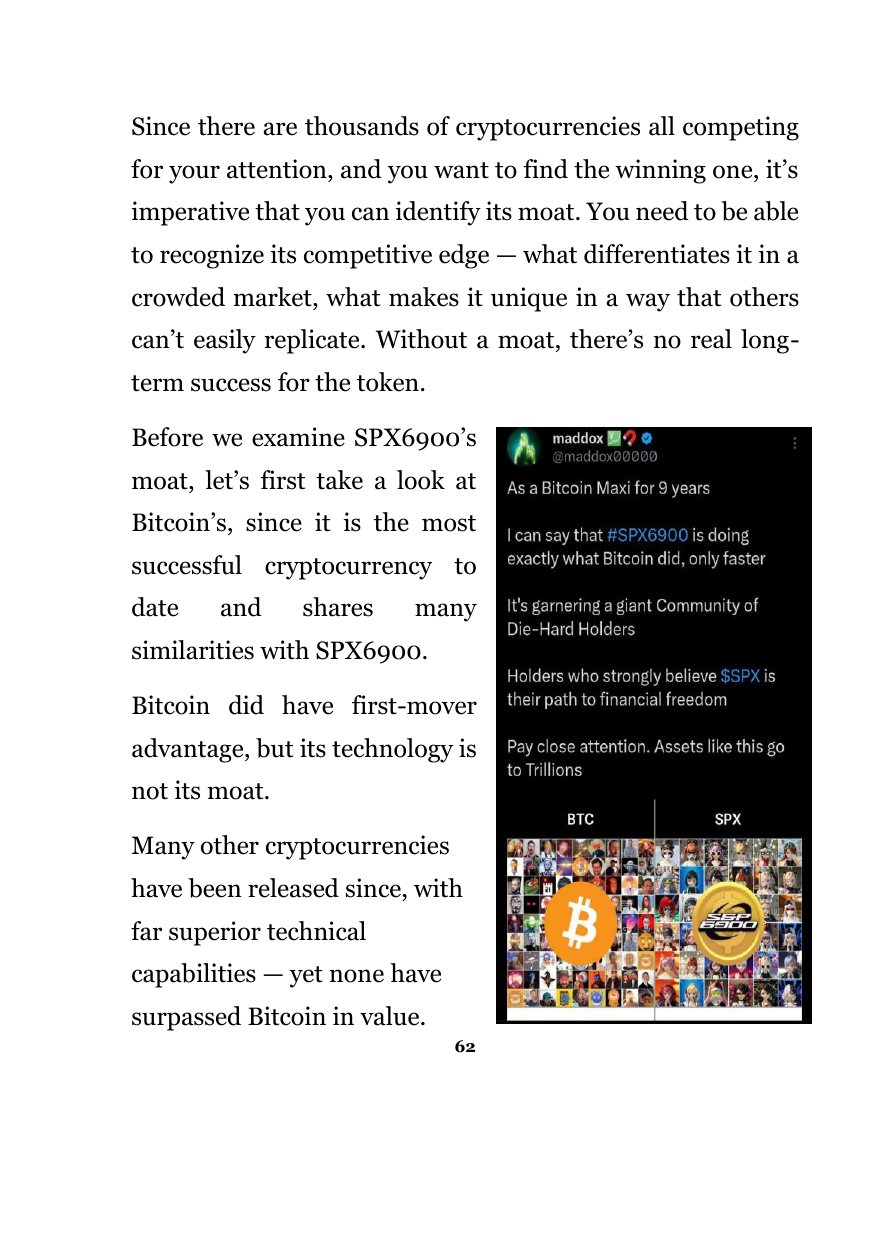 Since there are thousands of cryptocurrencies all competing
for your attention, and you want to find the winning one, it’s
imperative that you can identify its moat. You need to be able
to recognize its competitive edge — what differentiates it in a
crowded market, what makes it unique in a way that others
can’t easily replicate. Without a moat, there’s no real long-
term success for the token.
Before we examine SPX6900’s
moat, let’s first take a look at
Bitcoin’s, since it is the most
successful cryptocurrency to
date and shares many
similarities with SPX6900.
Bitcoin did have first-mover
advantage, but its technology is
not its moat.
Many other cryptocurrencies
have been released since, with
far superior technical
capabilities — yet none have
surpassed Bitcoin in value.
maddox
@maddox00000
As a Bitcoin Maxi for 9 years
I can say that #SPX6900 is doing
exactly what Bitcoin did, only faster
It's garnering a giant Community of
Die-Hard Holders
Holders who strongly believe $SPX is
their path to financial freedom
Pay close attention. Assets like this go
to Trillions
BTC SPX
S&P
6900
62